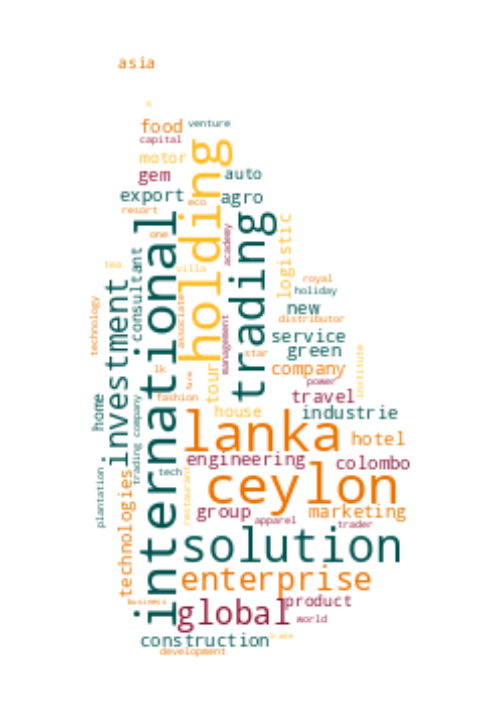 asia
s
food
venture
capital
motor
gem
auto
export
eco
agro
resort
holding
international
trading
one
academy
logistic
consultant
tea
villa
royal
holiday
investment
associate
new
technology
distributor
management
service
star
green
institute
lk
company
tour
farm
power
fashion
travel
home
trading company
house
industrie
lanka
hotel
engineering
colombo
tech
plantation
technologies
restaurant
ceylon
group
apparel
marketing
trader
solution
enterprise
business
global
product
world
construction
trade
development